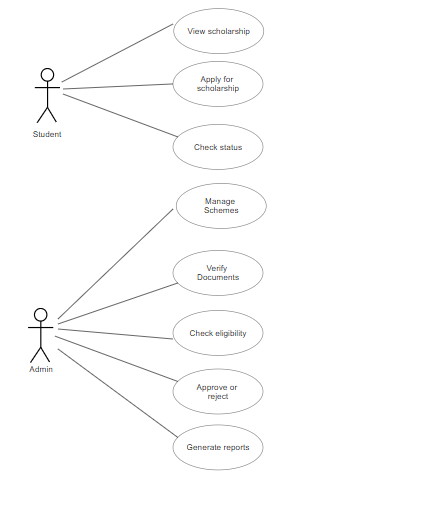 View scholarship
Apply for
scholarship
Student
Check status
Manage
Schemes
Verify
Documents
Check eligibility
Admin
Approve or
reject
Generate reports